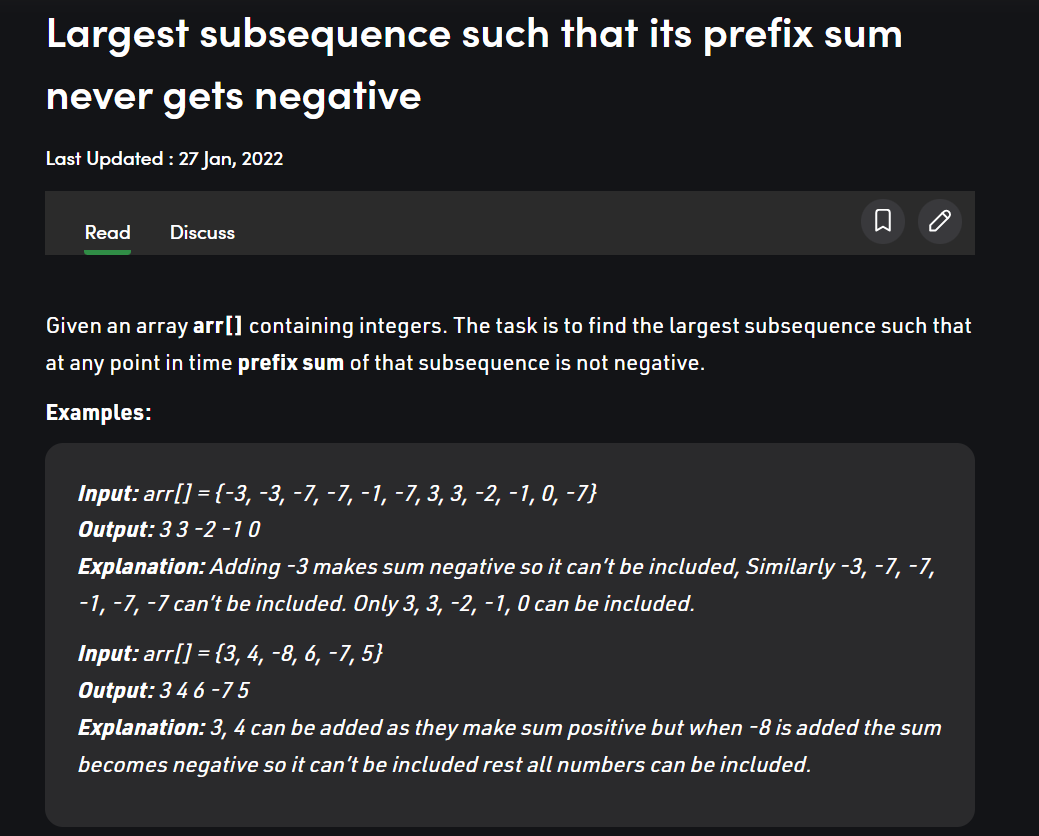 Largest subsequence such that its prefix sum
never gets negative
Last Updated : 27 Jan, 2022
Read Discuss
Given an array arr[] containing integers. The task is to find the largest subsequence such that
at any point in time prefix sum of that subsequence is not negative.
Examples:
Input: arr[] = {-3, -3, -7, -7, -1, -7, 3, 3, -2, -1, 0, -7}
Output: 3 3 -2 -1 0
Explanation: Adding -3 makes sum negative so it can’t be included, Similarly -3, -7, -7,
-1, -7, -7 can’t be included. Only 3, 3, -2, -1, 0 can be included.
Input: arr[] = {3, 4, -8, 6, -7, 5}
Output: 3 4 6 -7 5
Explanation: 3, 4 can be added as they make sum positive but when -8 is added the sum
becomes negative so it can’t be included rest all numbers can be included.